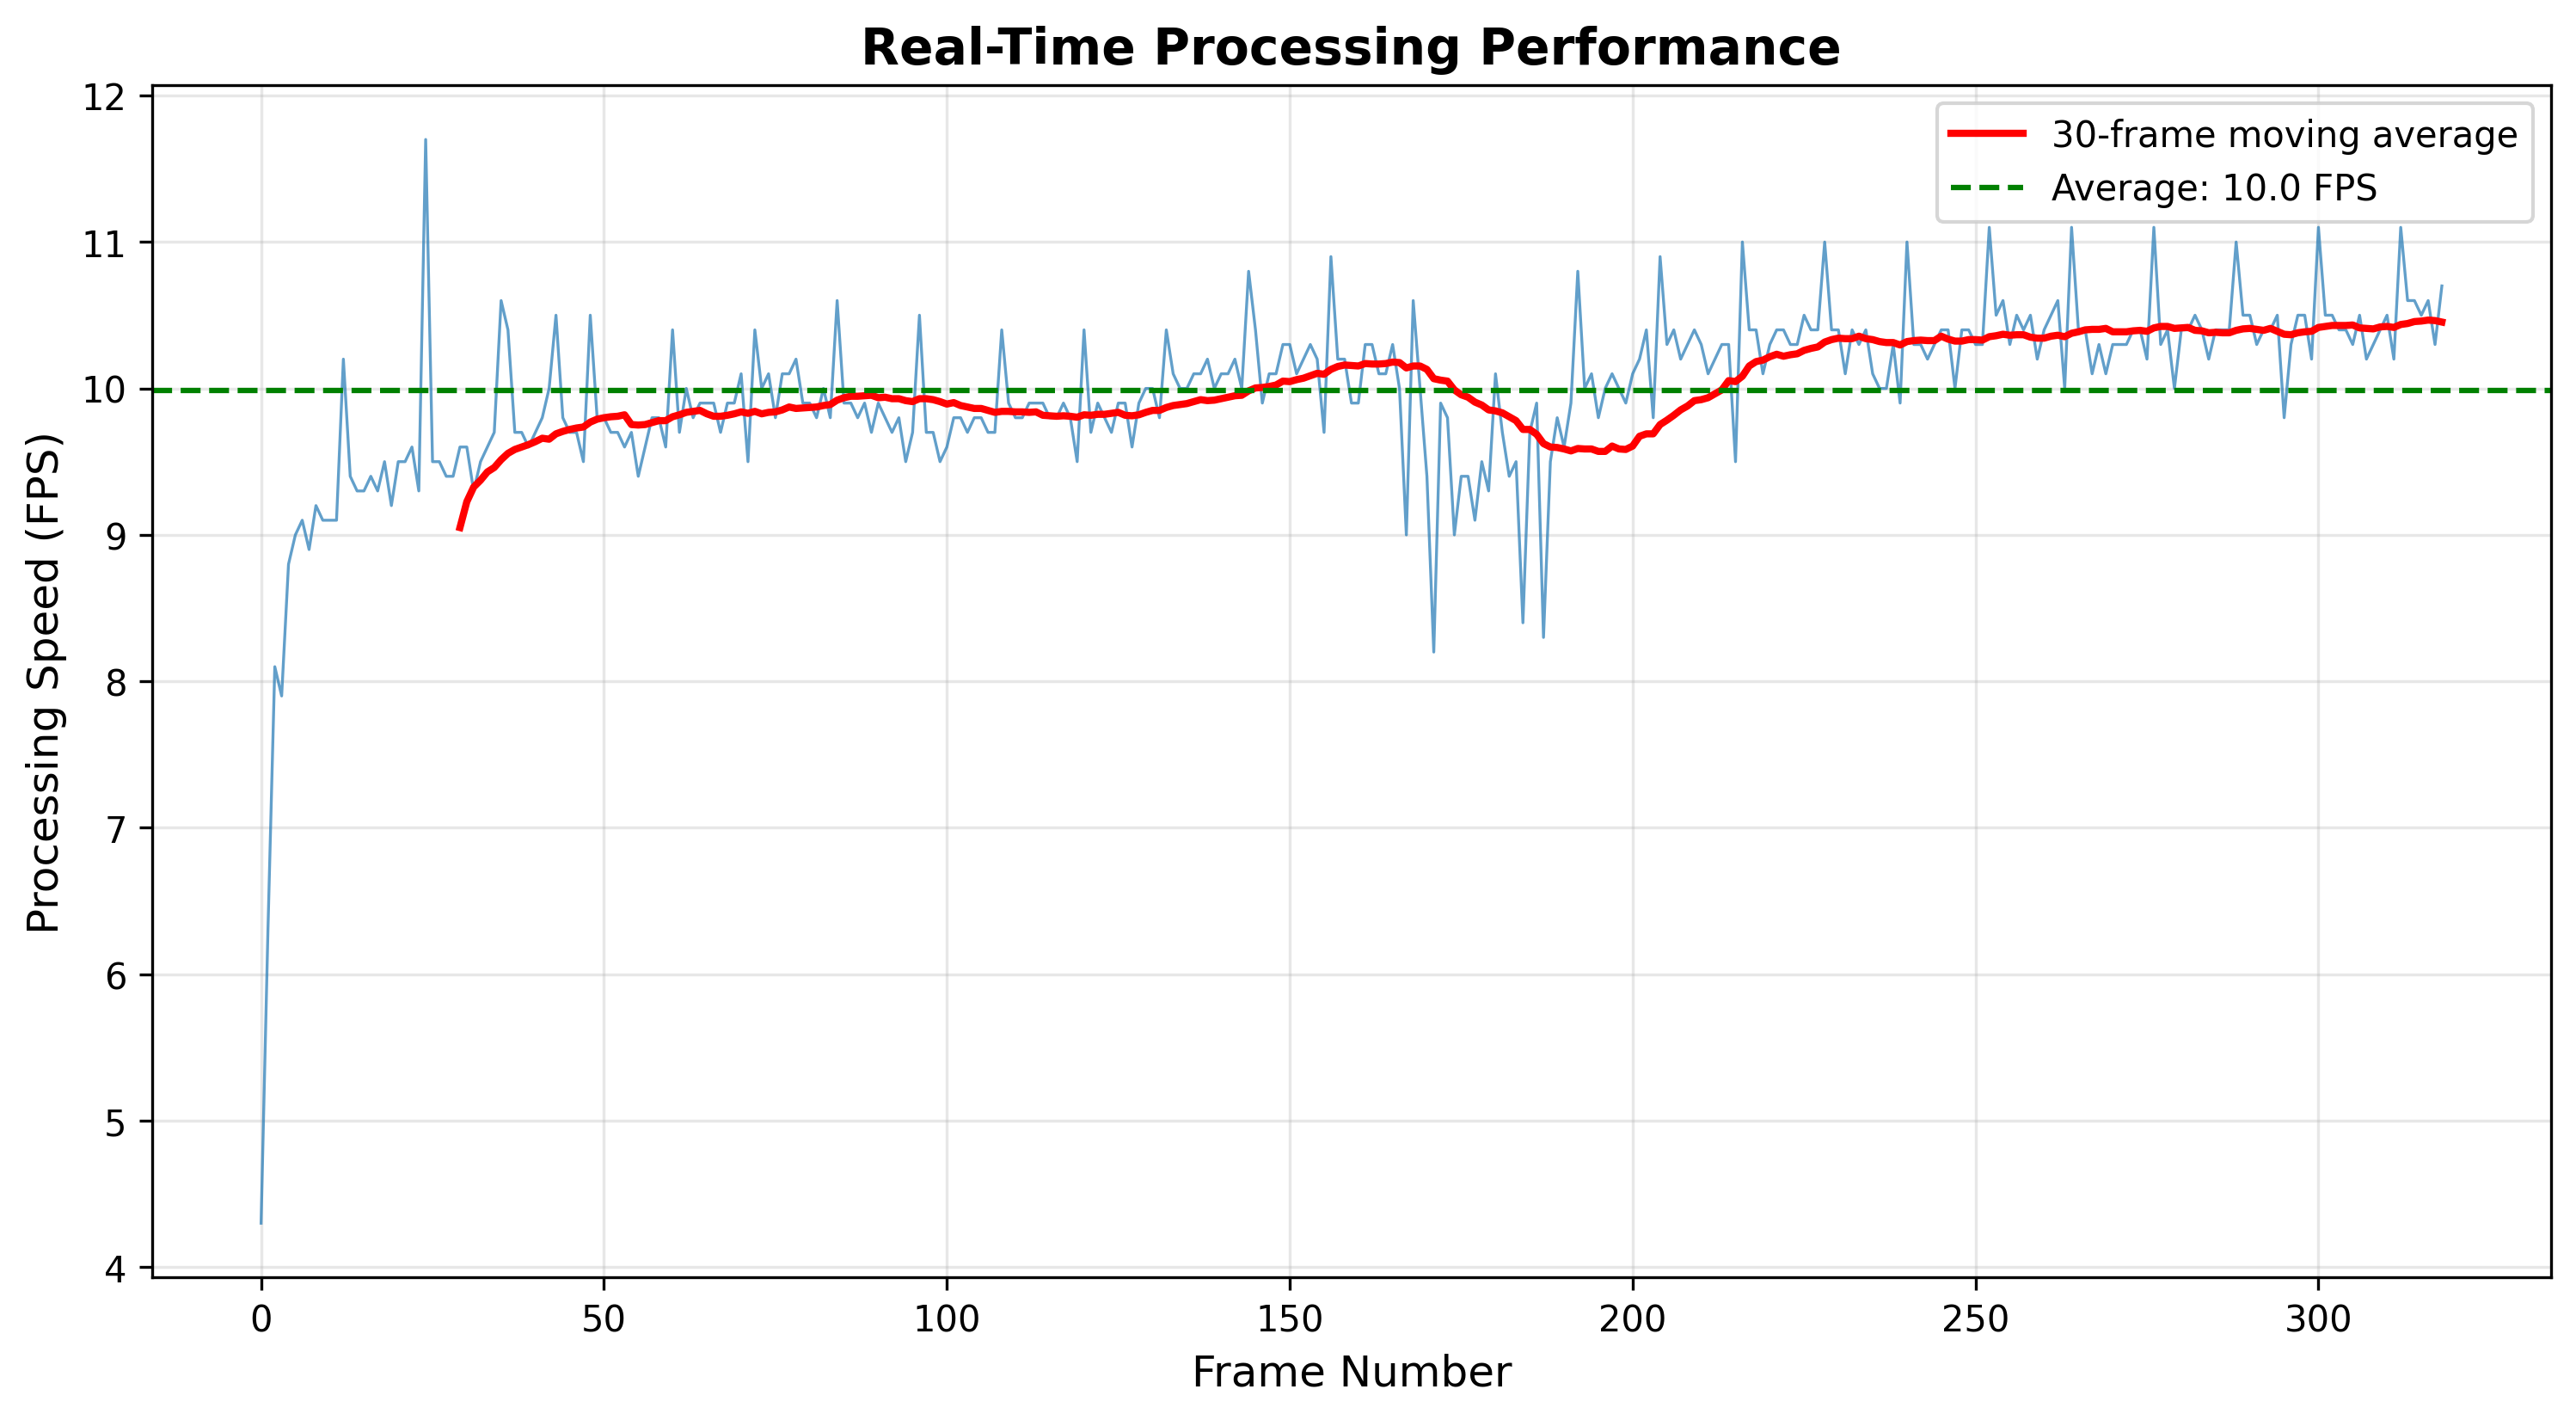 Real-Time Processing Performance
12
11
10
9
8
7
6
5
4
Processing Speed (FPS)
30-frame moving average
Average: 10.0 FPS
0 50 100 150 200 250 300
Frame Number